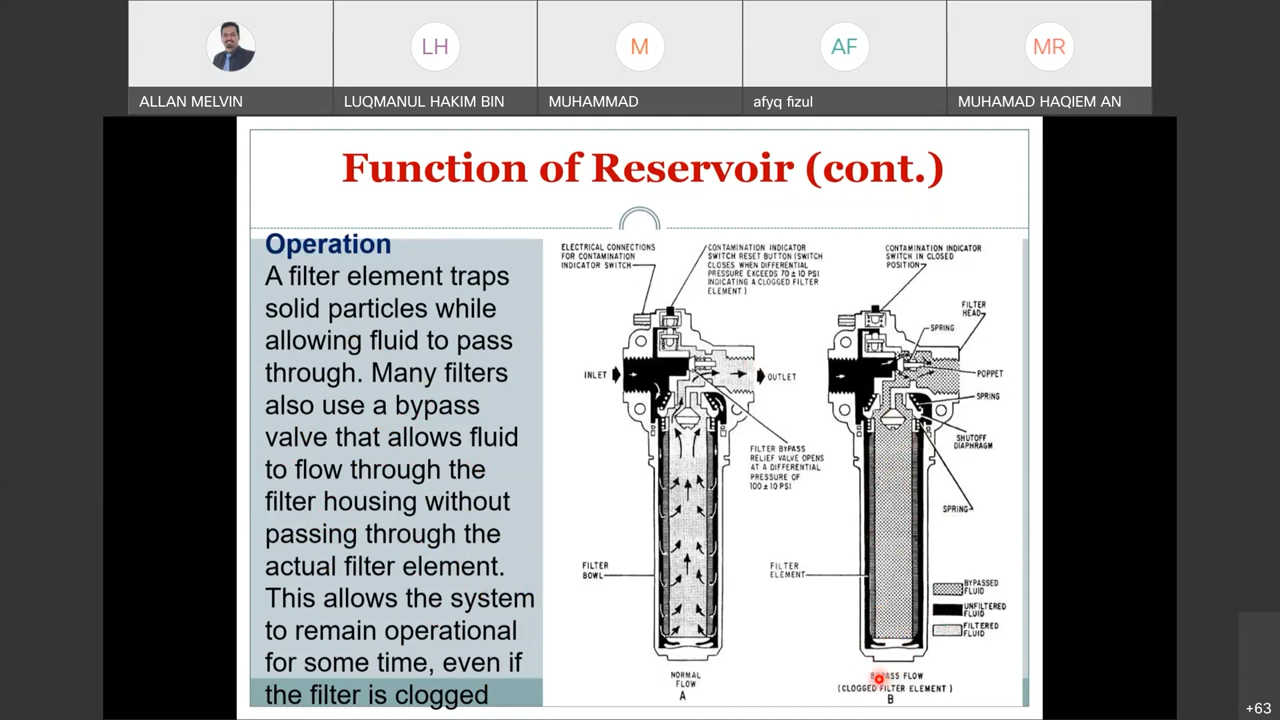 LH
M
AF
MR
ALLAN MELVIN
LUQMANUL HAKIM BIN
MUHAMMAD
afyq fizul
MUHAMAD HAQIEM AN
Function of Reservoir (cont.)
Operation
A filter element traps
solid particles while
allowing fluid to pass
through. Many filters
also use a bypass
valve that allows fluid
to flow through the
filter housing without
passing through the
actual filter element.
This allows the system
to remain operational
for some time, even if
the filter is clogged
ELECTRICAL CONNECTIONS
FOR CONTAMINATION
INDICATOR SWITCH
CONTAMINATION INDICATOR
SWITCH RESET BUTTON (SWITCH
CLOSES WHEN DIFFERENTIAL
PRESSURE EXCEEDS 70±10 PSI
INDICATING A CLOGGED FILTER
ELEMENT)
CONTAMINATION INDICATOR
SWITCH IN CLOSED
POSITION
FILTER
HEAD
SPRING
INLET
OUTLET
POPPET
SPRING
SHUTOFF
DIAPHRAGM
FILTER BYPASS
RELIEF VALVE OPENS
AT A DIFFERENTIAL
PRESSURE OF
100±10 PSI
SPRING
FILTER
BOWL
FILTER
ELEMENT
BYPASSED
FLUID
UNFILTERED
FLUID
FILTERED
FLUID
NORMAL
FLOW
A
BYPASS FLOW
(CLOGGED FILTER ELEMENT)
B
+63